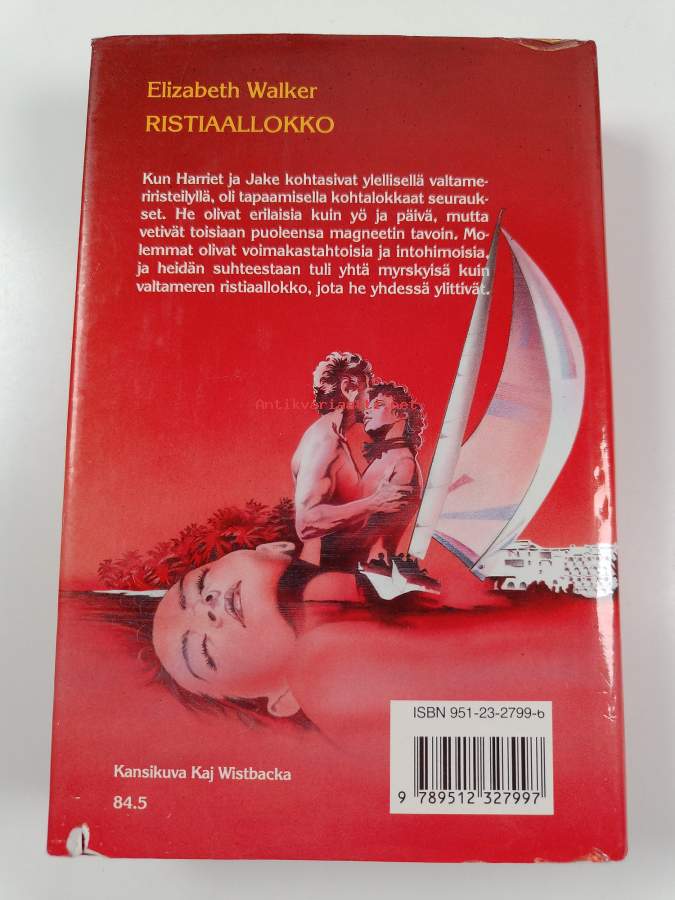 Elizabeth Walker
RISTIAALLOKKO
Kun Harriet ja Jake kohtasivat ylellisellä valtame-
riristeilyllä, oli tapaamisella kohtalokkaat seurauk-
set. He olivat erilaisia kuin yö ja päivä, mutta
vetivät toisiaan puoleensa magneetin tavoin. Mo-
lemmat olivat voimakastahtoisia ja intohimoisia,
ja heidän suhteestaan tuli yhtä myrskyisä kuin
valtameren ristiaallokko, jota he yhdessä ylittivät.
Antikvariaatti.net
ISBN 951-23-2799-6
9 789512 327997
Kansikuva Kaj Wistbacka
84.5